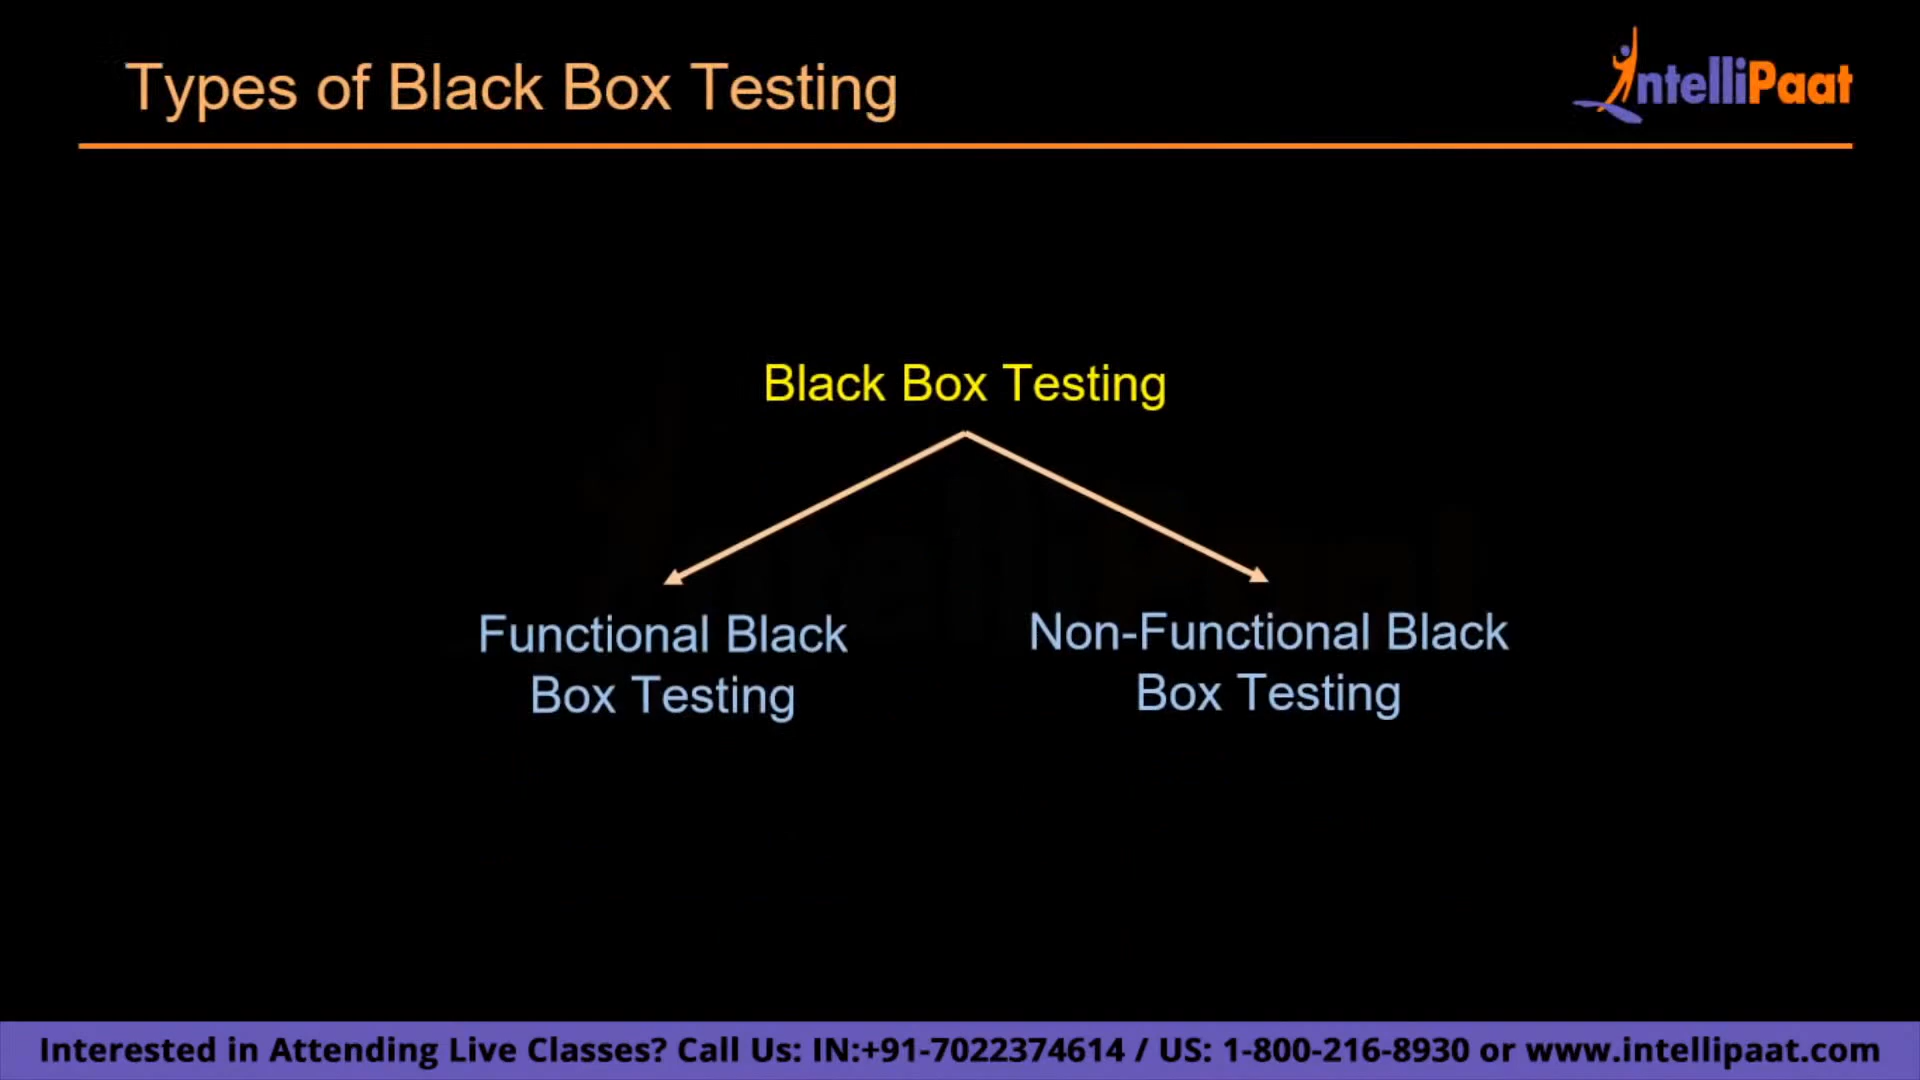 Types of Black Box Testing
IntelliPaat
Black Box Testing
Functional Black
Box Testing
Non-Functional Black
Box Testing
Interested in Attending Live Classes? Call Us: IN:+91-7022374614 / US: 1-800-216-8930 or www.intellipaat.com